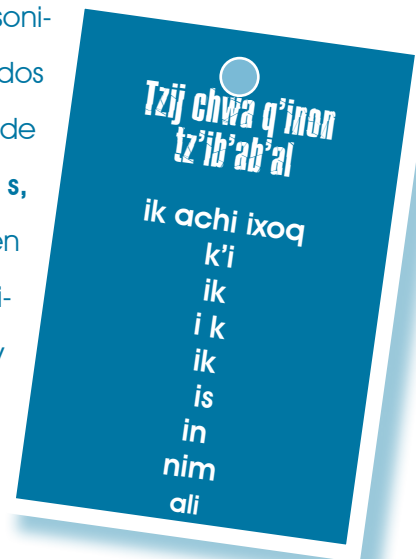 soni-
dos
de
s,
en
i-
y
Tzij chwa q'inon
tz'ib'ab'al
ik achi ixoq
k'i
ik
i k
ik
is
in
nim
ali